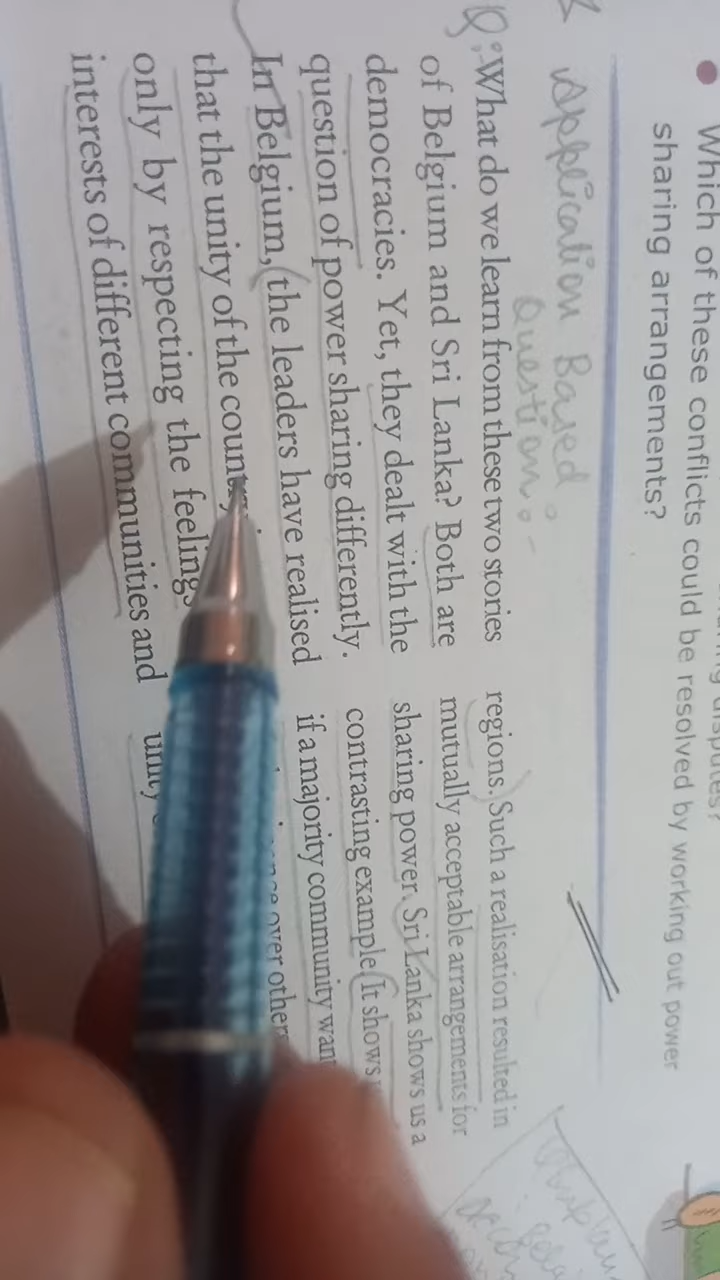 Which of these conflicts could be resolved by working out power
sharing arrangements?
Application Based
Question:-
Q: What do we learn from these two stories
of Belgium and Sri Lanka? Both are
democracies. Yet, they dealt with the
question of power sharing differently.
In Belgium, the leaders have realised
that the unity of the
only by respecting the feelings
interests of different communities and
regions. Such a realisation resulted in
mutually acceptable arrangements for
sharing power. Sri Lanka shows us a
contrasting example. It shows
if a majority community
over